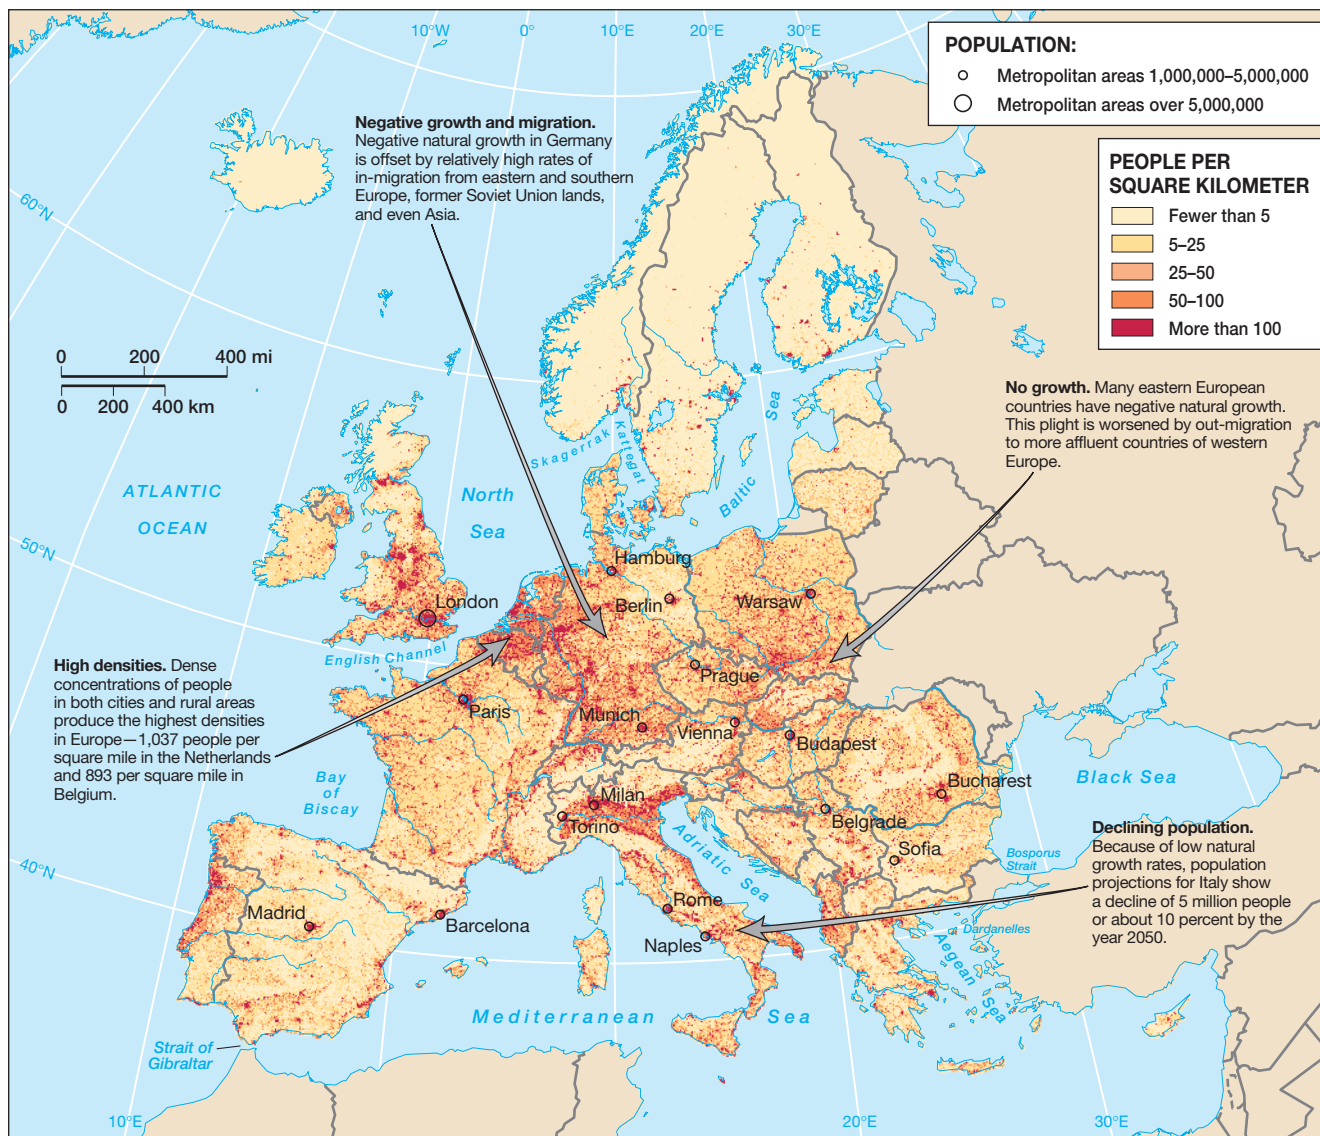 10°W
0°
10°E
20°E
30°E
POPULATION:
Metropolitan areas 1,000,000–5,000,000
Metropolitan areas over 5,000,000
PEOPLE PER
SQUARE KILOMETER
Fewer than 5
5–25
25–50
50–100
More than 100
Negative growth and migration.
Negative natural growth in Germany
is offset by relatively high rates of
in-migration from eastern and southern
Europe, former Soviet Union lands,
and even Asia.
60°N
0 200 400 mi
0 200 400 km
No growth. Many eastern European
countries have negative natural growth.
This plight is worsened by out-migration
to more affluent countries of western
Europe.
ATLANTIC
OCEAN
North
Sea
Skagerrak
Kattegat
Baltic Sea
50°N
Hamburg
Berlin
Warsaw
London
English Channel
Prague
Paris
Munich
Vienna
Budapest
High densities. Dense
concentrations of people
in both cities and rural areas
produce the highest densities
in Europe—1,037 people per
square mile in the Netherlands
and 893 per square mile in
Belgium.
Bay
of
Biscay
Milan
Torino
Bucharest
Belgrade
Sofia
Black Sea
Adriatic Sea
Bosporus
Strait
Declining population.
Because of low natural
growth rates, population
projections for Italy show
a decline of 5 million people
or about 10 percent by the
year 2050.
40°N
Madrid
Barcelona
Rome
Naples
Dardanelles
Aegean Sea
Mediterranean Sea
Strait of
Gibraltar
10°E
20°E
30°E